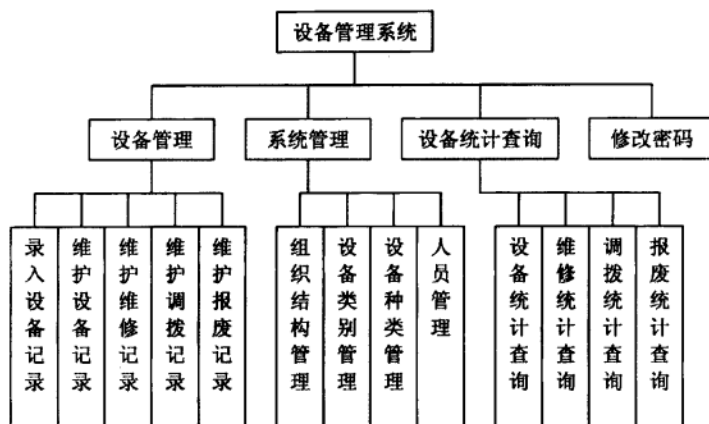 设备管理系统
设备管理
系统管理
设备统计查询
修改密码
录入设备记录
维护设备记录
维护维修记录
维护调拨记录
维护报废记录
组织结构管理
设备类别管理
设备种类管理
人员管理
设备统计查询
维修统计查询
调拨统计查询
报废统计查询